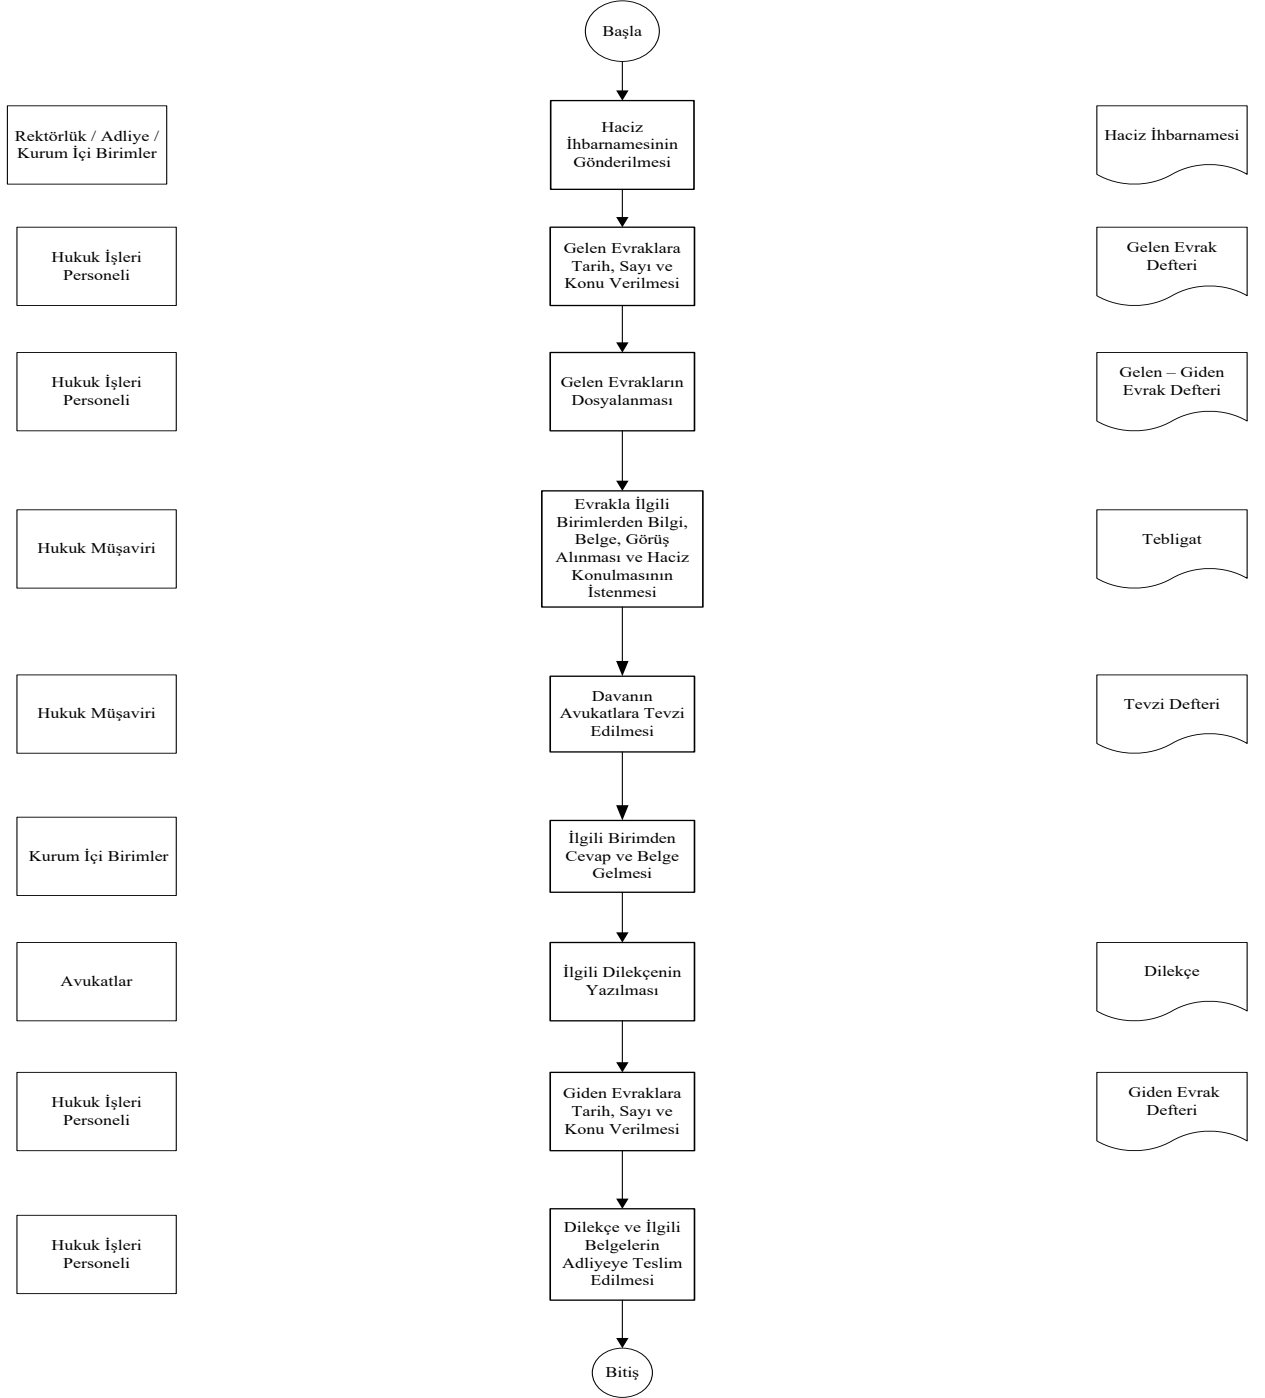 Başla
Rektörlük / Adliye /
Kurum İçi Birimler
Haciz
İhbarnamesinin
Gönderilmesi
Haciz İhbarnamesi
Hukuk İşleri
Personeli
Gelen Evraklara
Tarih, Sayı ve
Konu Verilmesi
Gelen Evrak
Defteri
Hukuk İşleri
Personeli
Gelen Evrakların
Dosyalanması
Gelen – Giden
Evrak Defteri
Hukuk Müşaviri
Evrakla İlgili
Birimlerden Bilgi,
Belge, Görüş
Alınması ve Haciz
Konulmasının
İstenmesi
Tebligat
Hukuk Müşaviri
Davanın
Avukatlara Tevzi
Edilmesi
Tevzi Defteri
Kurum İçi Birimler
İlgili Birimden
Cevap ve Belge
Gelmesi
Avukatlar
İlgili Dilekçenin
Yazılması
Dilekçe
Hukuk İşleri
Personeli
Giden Evraklara
Tarih, Sayı ve
Konu Verilmesi
Giden Evrak
Defteri
Hukuk İşleri
Personeli
Dilekçe ve İlgili
Belgelerin
Adliyeye Teslim
Edilmesi
Bitiş